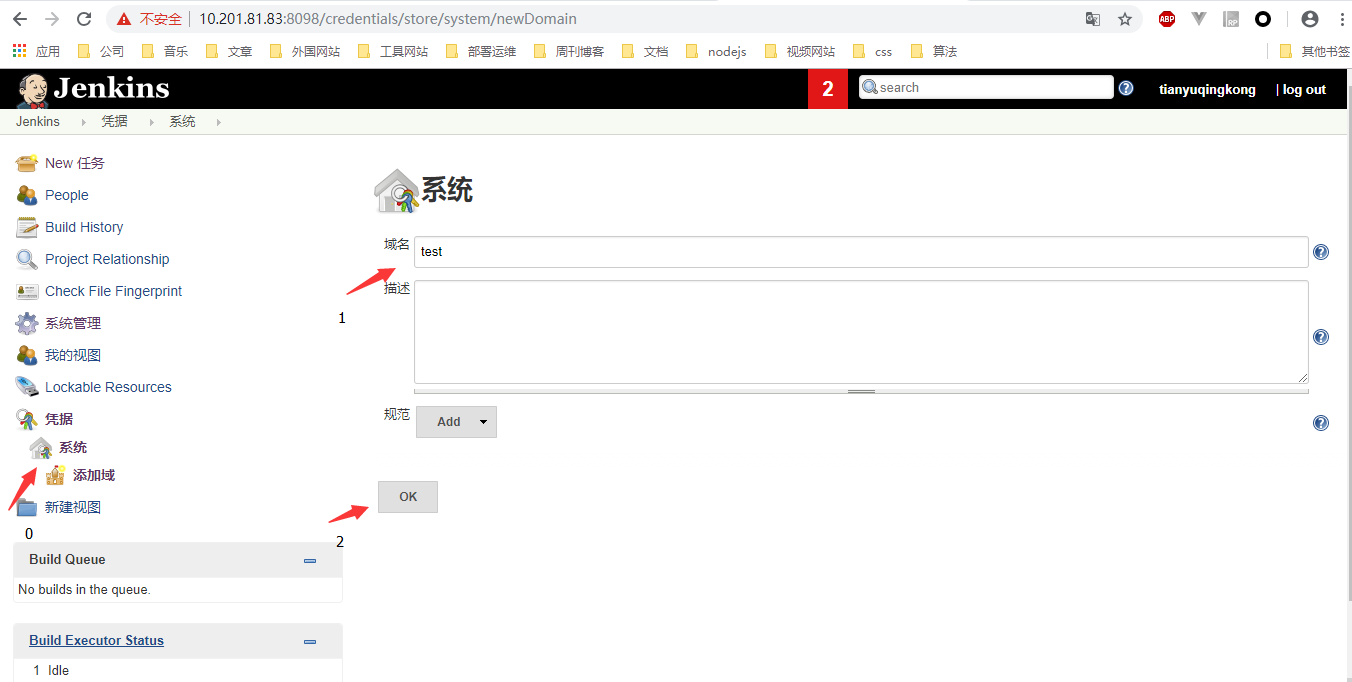 不安全 10.201.81.83:8098/credentials/store/system/newDomain ABP RP
应用 公司 音乐 文章 外国网站 工具网站 部署运维 周刊博客 文档 nodejs 视频网站 css 算法 其他书签
Jenkins 2 search ? tianyuqingkong | log out
Jenkins 凭据 系统
New 任务
People
Build History
Project Relationship
Check File Fingerprint
系统管理
我的视图
Lockable Resources
凭据
系统
添加域
新建视图
0
Build Queue
No builds in the queue.
Build Executor Status
1 Idle
系统
域名 test ?
1
描述 ?
规范 Add ?
OK
2